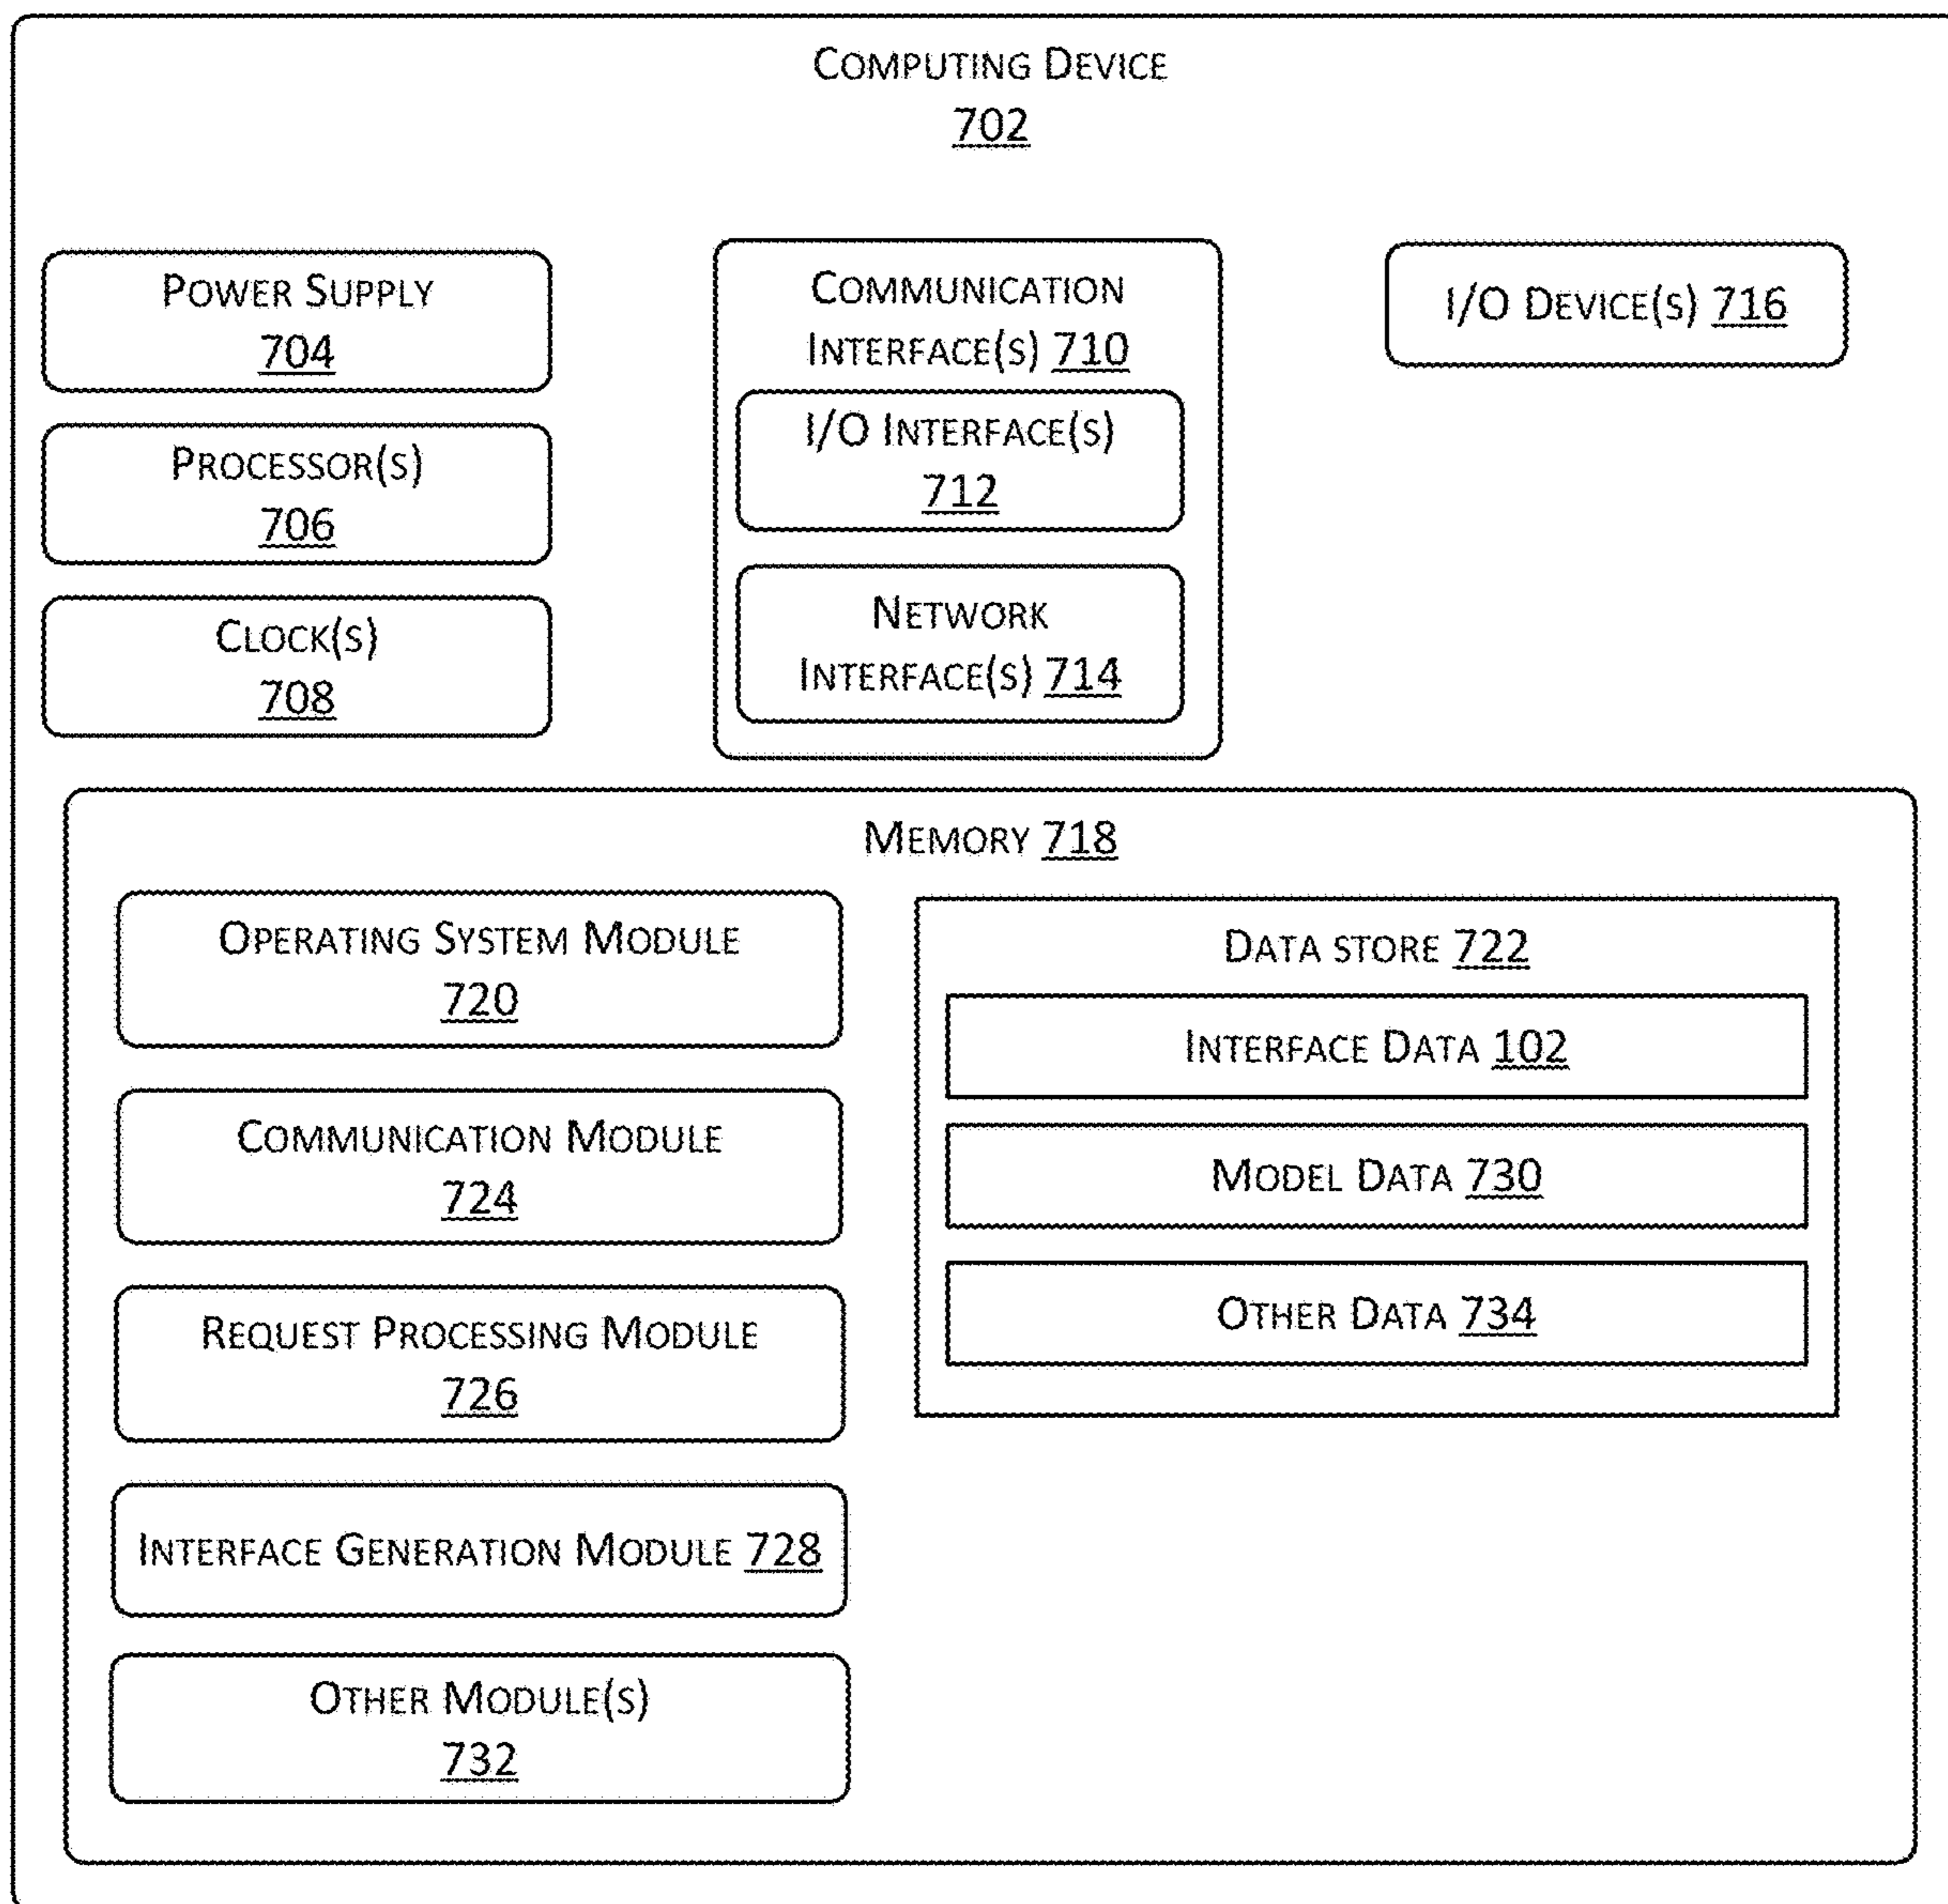 COMPUTING DEVICE
702
POWER SUPPLY
704
PROCESSOR(S)
706
CLOCK(S)
708
COMMUNICATION
INTERFACE(S) 710
I/O INTERFACE(S)
712
NETWORK
INTERFACE(S) 714
I/O DEVICE(S) 716
MEMORY 718
OPERATING SYSTEM MODULE
720
COMMUNICATION MODULE
724
REQUEST PROCESSING MODULE
726
INTERFACE GENERATION MODULE 728
OTHER MODULE(S)
732
DATA STORE 722
INTERFACE DATA 102
MODEL DATA 730
OTHER DATA 734